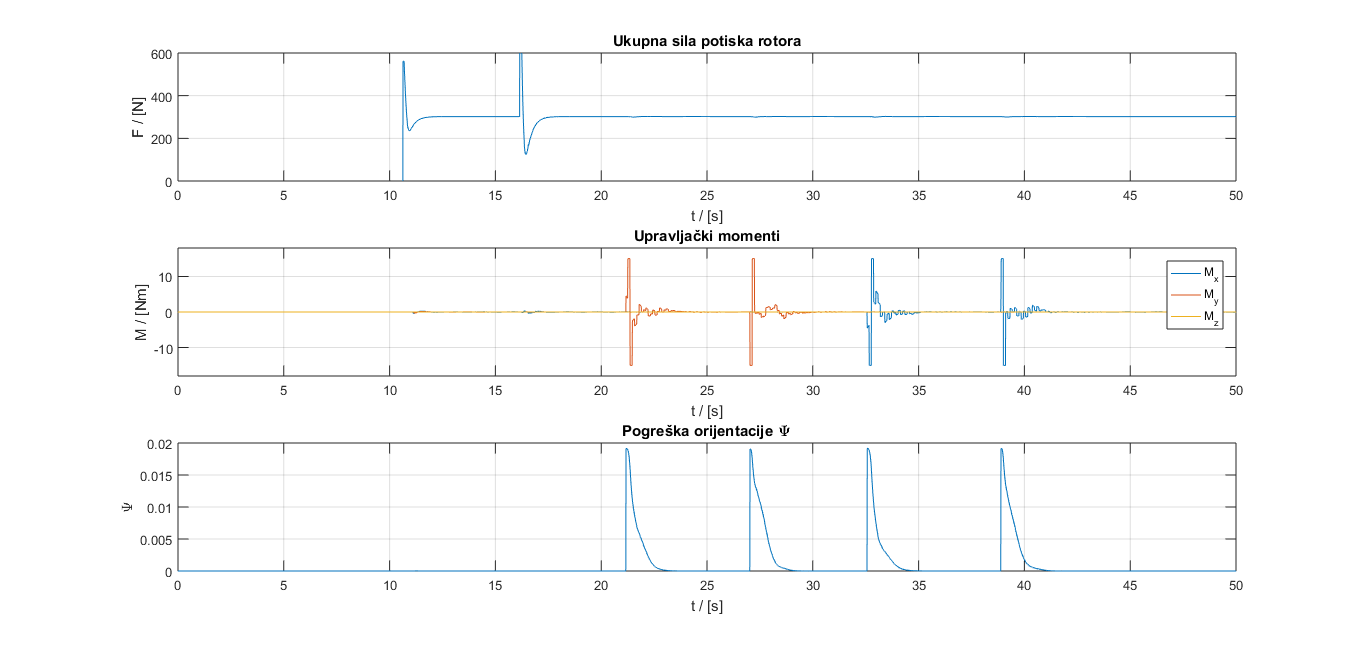 Ukupna sila potiska rotora
600
400
200
0
F / [N]
0 5 10 15 20 25 30 35 40 45 50
t / [s]
Upravljački momenti
10
0
-10
M / [Nm]
M_x
M_y
M_z
0 5 10 15 20 25 30 35 40 45 50
t / [s]
Pogreška orijentacije Ψ
0.02
0.015
0.01
0.005
0
Ψ
0 5 10 15 20 25 30 35 40 45 50
t / [s]